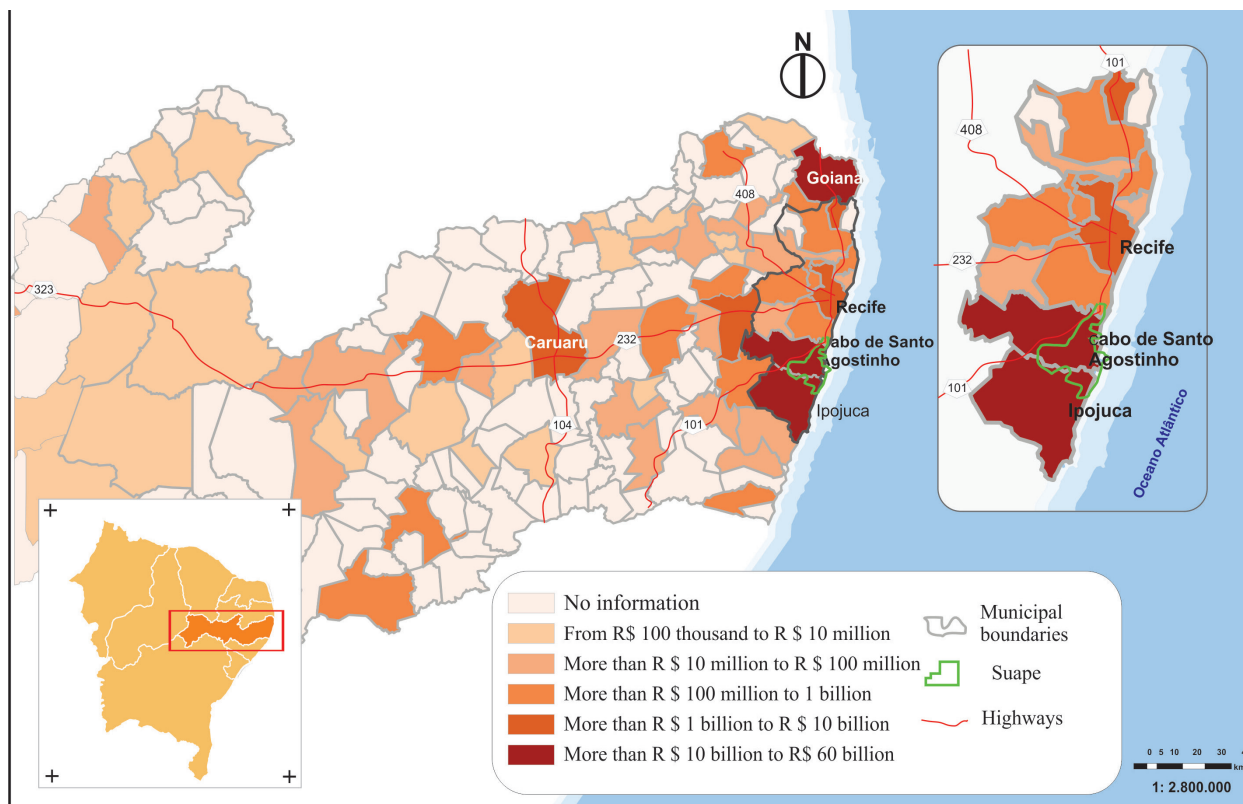 N
101
408
Goiana
408
323
Recife
232
Recife
Caruaru
232
cabo de Santo
Agostinho
abo de Santo
gostinho
101
Ipojuca
Ipojuca
104
101
Oceano Atlântico
No information
From R$ 100 thousand to R $ 10 million
More than R $ 10 million to R $ 100 million
More than R $ 100 million to 1 billion
More than R $ 1 billion to R $ 10 billion
More than R $ 10 billion to R$ 60 billion
Municipal
boundaries
Suape
Highways
0 5 10 20 30 4
km
1: 2.800.000